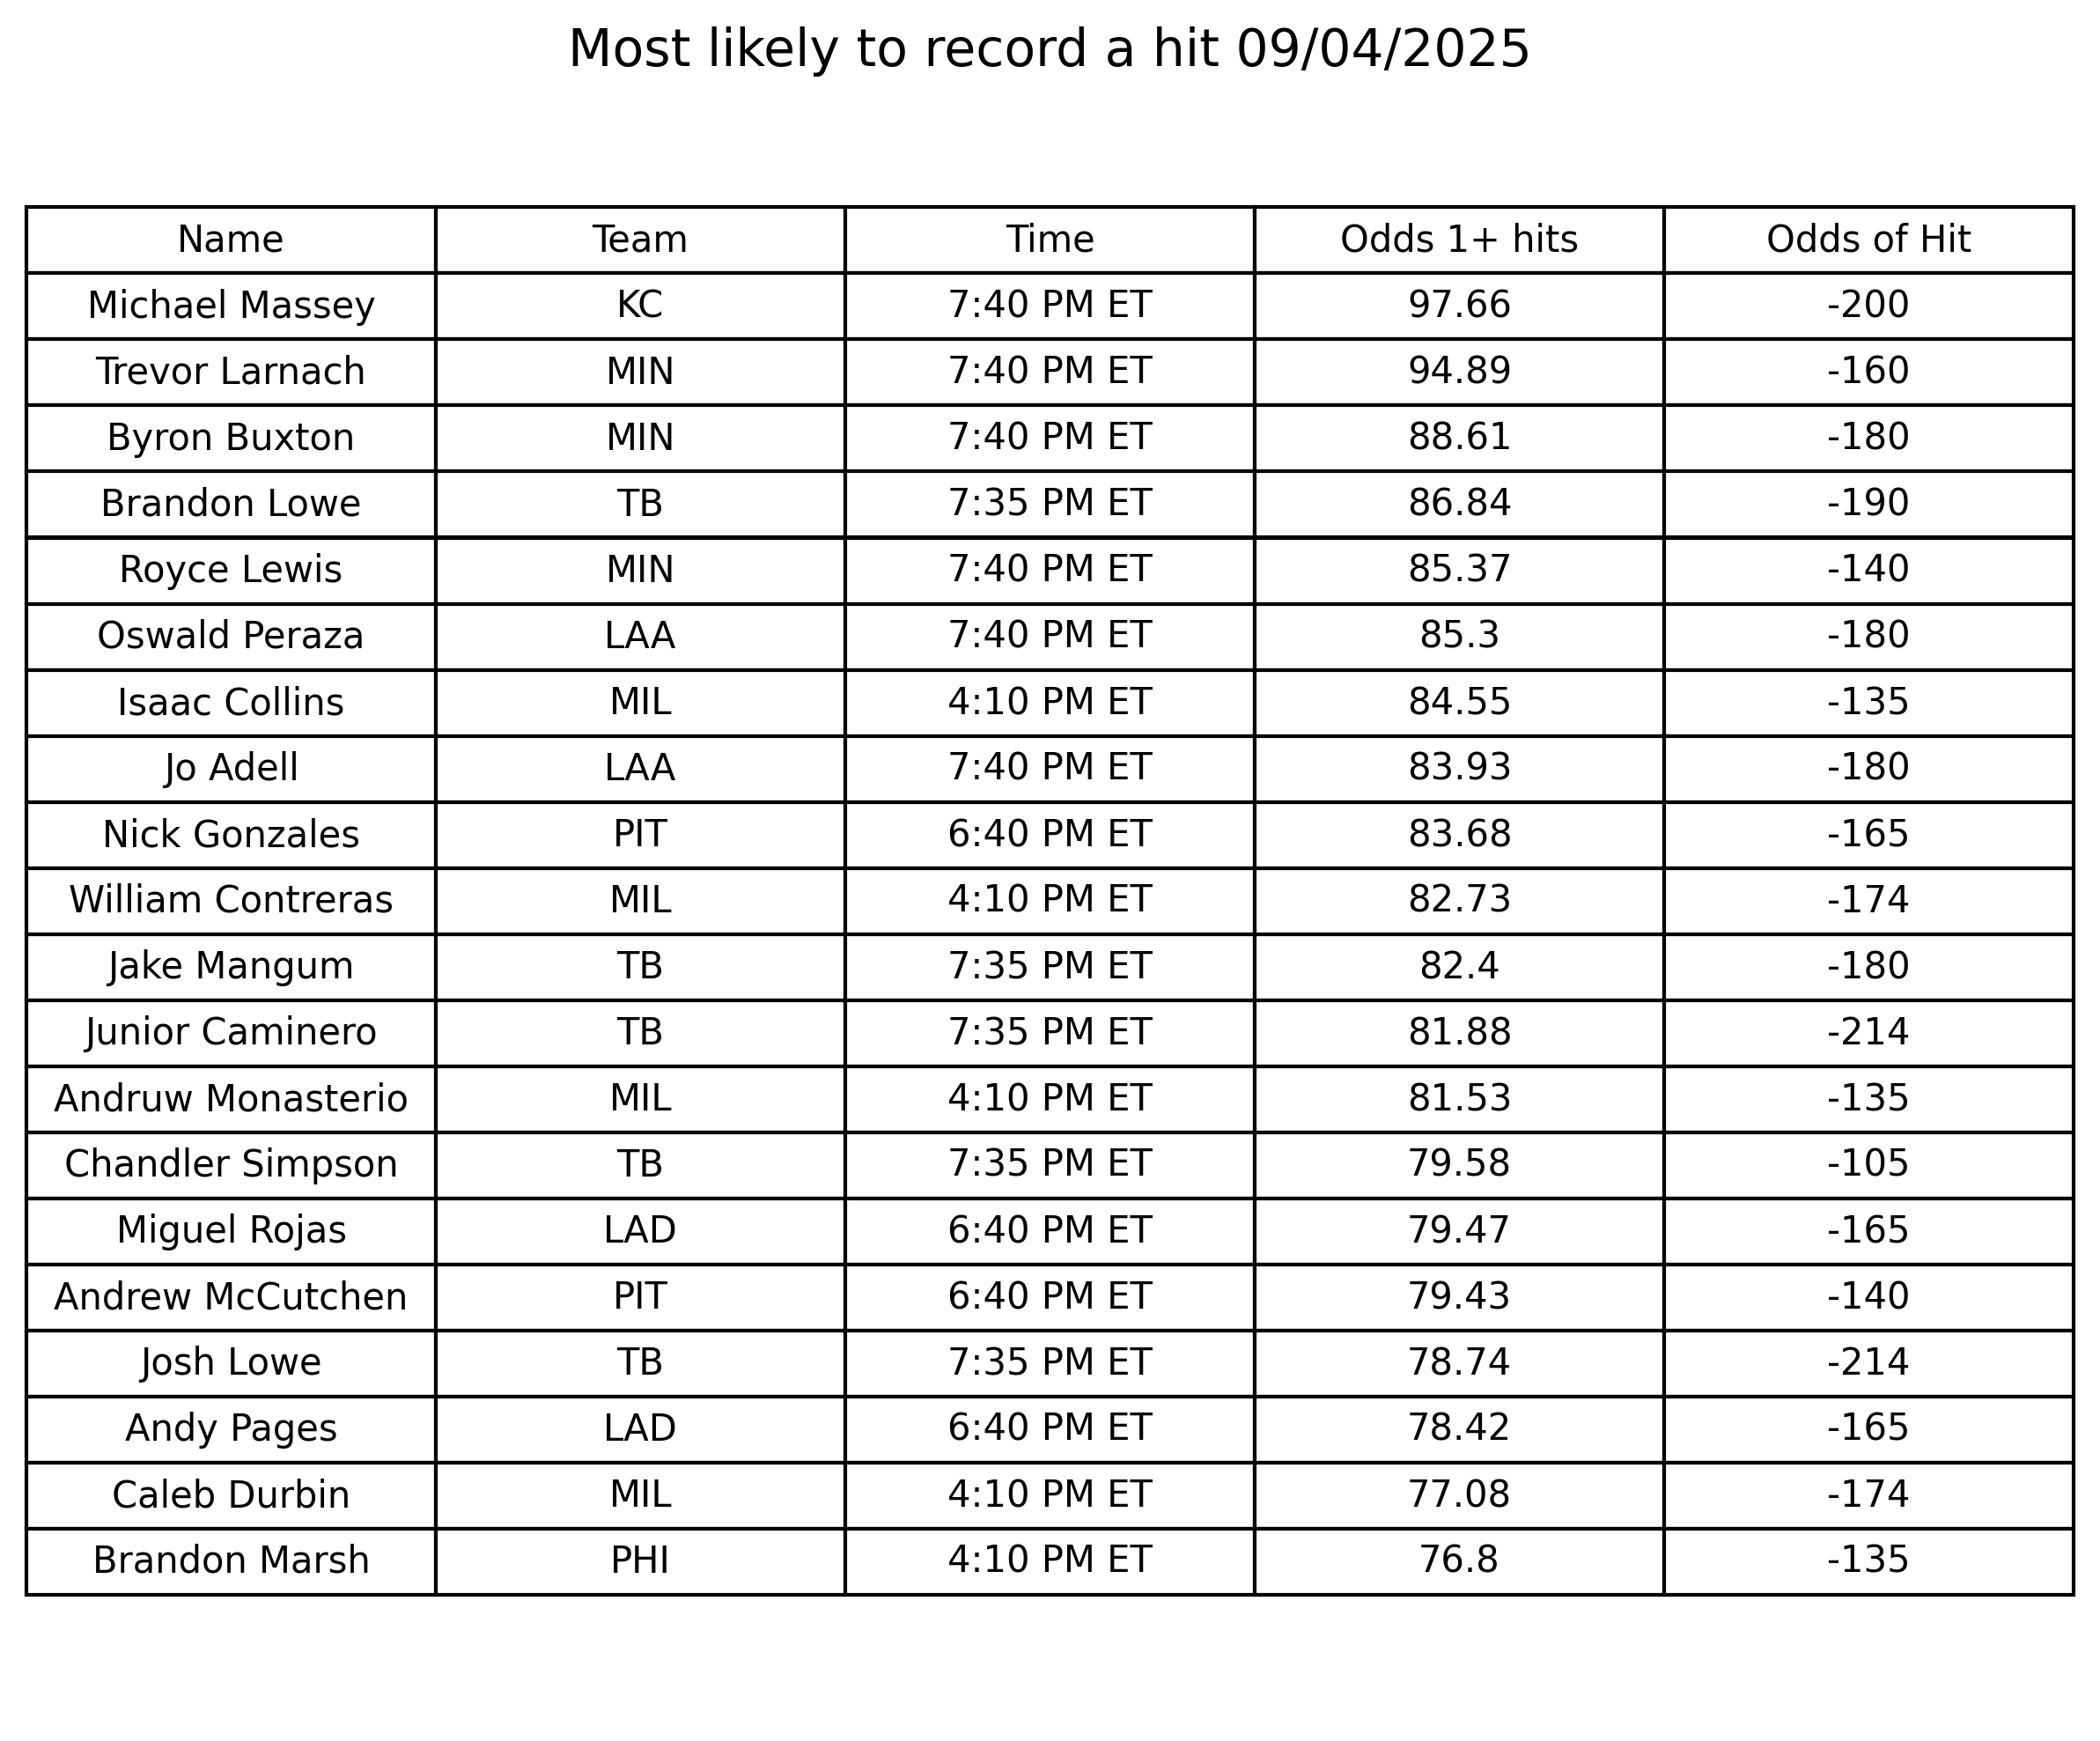 Most likely to record a hit 09/04/2025
Name Team Time Odds 1+ hits Odds of Hit
Michael Massey KC 7:40 PM ET 97.66 -200
Trevor Larnach MIN 7:40 PM ET 94.89 -160
Byron Buxton MIN 7:40 PM ET 88.61 -180
Brandon Lowe TB 7:35 PM ET 86.84 -190
Royce Lewis MIN 7:40 PM ET 85.37 -140
Oswald Peraza LAA 7:40 PM ET 85.3 -180
Isaac Collins MIL 4:10 PM ET 84.55 -135
Jo Adell LAA 7:40 PM ET 83.93 -180
Nick Gonzales PIT 6:40 PM ET 83.68 -165
William Contreras MIL 4:10 PM ET 82.73 -174
Jake Mangum TB 7:35 PM ET 82.4 -180
Junior Caminero TB 7:35 PM ET 81.88 -214
Andruw Monasterio MIL 4:10 PM ET 81.53 -135
Chandler Simpson TB 7:35 PM ET 79.58 -105
Miguel Rojas LAD 6:40 PM ET 79.47 -165
Andrew McCutchen PIT 6:40 PM ET 79.43 -140
Josh Lowe TB 7:35 PM ET 78.74 -214
Andy Pages LAD 6:40 PM ET 78.42 -165
Caleb Durbin MIL 4:10 PM ET 77.08 -174
Brandon Marsh PHI 4:10 PM ET 76.8 -135